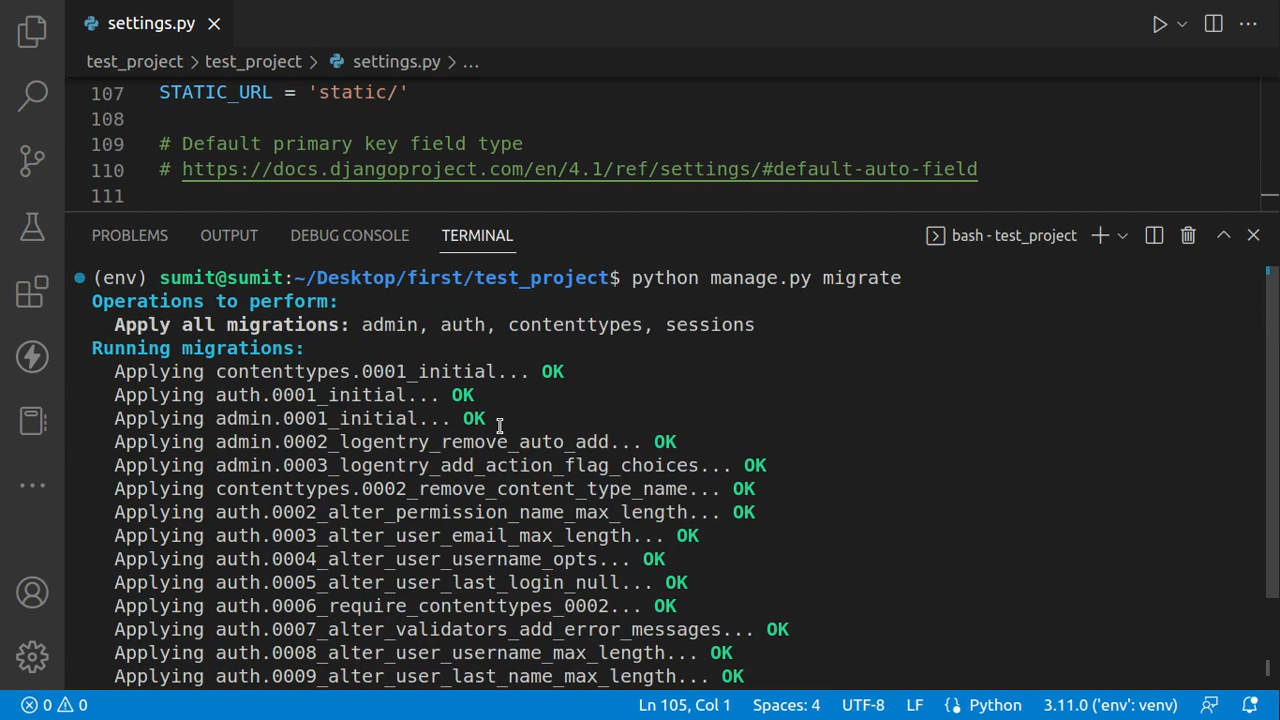 settings.py
test_project > test_project > settings.py > ...
107 STATIC_URL = 'static/'
108
109 # Default primary key field type
110 # https://docs.djangoproject.com/en/4.1/ref/settings/#default-auto-field
111
PROBLEMS OUTPUT DEBUG CONSOLE TERMINAL bash - test_project
(env) sumit@sumit:~/Desktop/first/test_project$ python manage.py migrate
Operations to perform:
Apply all migrations: admin, auth, contenttypes, sessions
Running migrations:
Applying contenttypes.0001_initial... OK
Applying auth.0001_initial... OK
Applying admin.0001_initial... OK
Applying admin.0002_logentry_remove_auto_add... OK
Applying admin.0003_logentry_add_action_flag_choices... OK
Applying contenttypes.0002_remove_content_type_name... OK
Applying auth.0002_alter_permission_name_max_length... OK
Applying auth.0003_alter_user_email_max_length... OK
Applying auth.0004_alter_user_username_opts... OK
Applying auth.0005_alter_user_last_login_null... OK
Applying auth.0006_require_contenttypes_0002... OK
Applying auth.0007_alter_validators_add_error_messages... OK
Applying auth.0008_alter_user_username_max_length... OK
Applying auth.0009_alter_user_last_name_max_length... OK
0 0 Ln 105, Col 1 Spaces: 4 UTF-8 LF Python 3.11.0 ('env': venv)